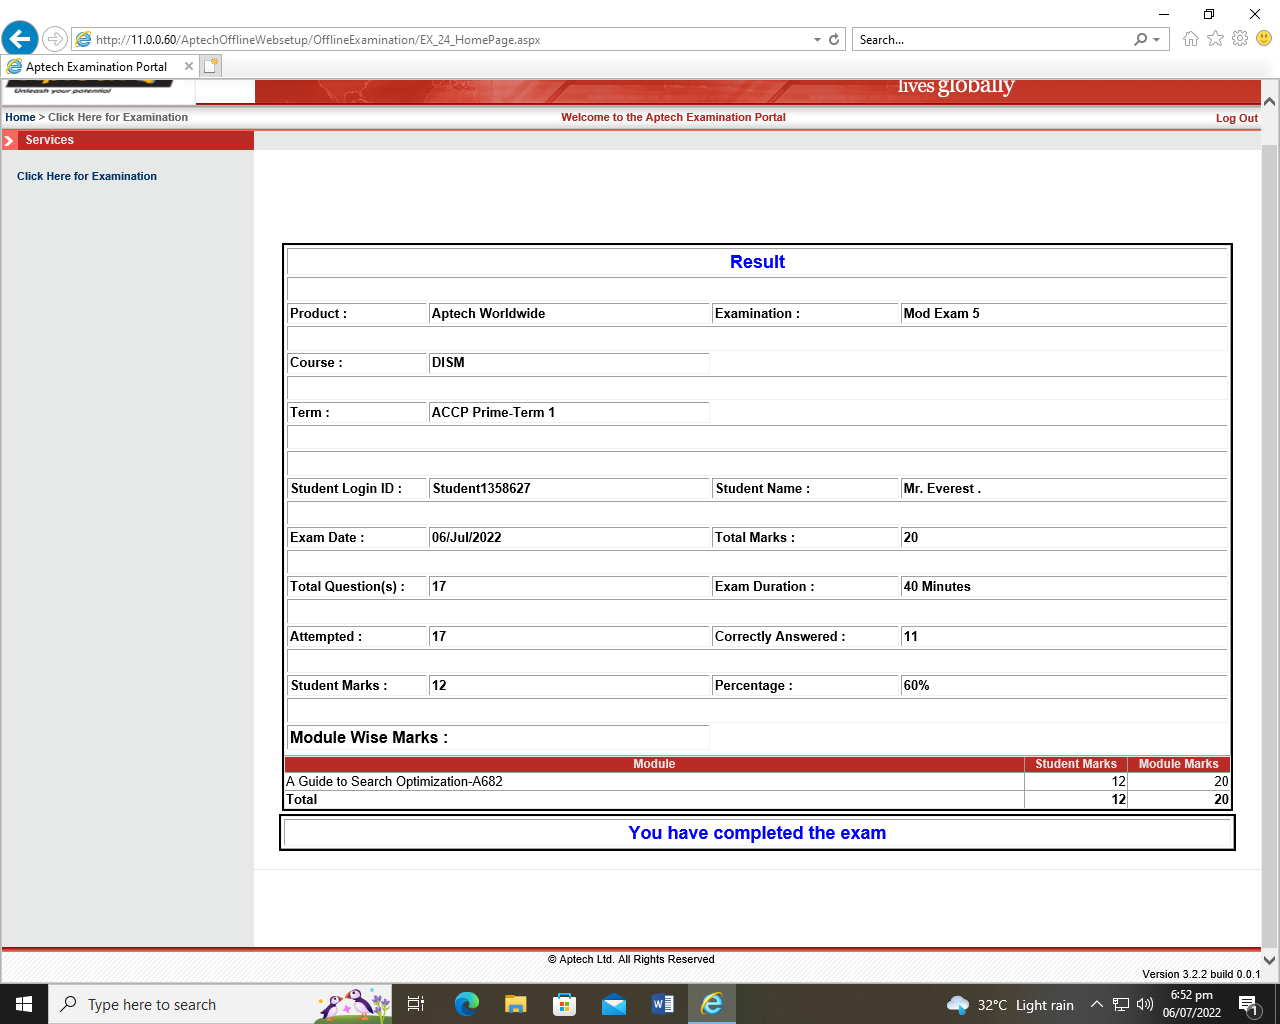 http://11.0.0.60/AptechOfflineWebsetup/OfflineExamination/EX_24_HomePage.aspx
Search...
Aptech Examination Portal
Unleash your potential
lives globally
Home > Click Here for Examination
Welcome to the Aptech Examination Portal
Log Out
Services
Click Here for Examination
Result
Product : Aptech Worldwide Examination : Mod Exam 5
Course : DISM
Term : ACCP Prime-Term 1
Student Login ID : Student1358627 Student Name : Mr. Everest .
Exam Date : 06/Jul/2022 Total Marks : 20
Total Question(s) : 17 Exam Duration : 40 Minutes
Attempted : 17 Correctly Answered : 11
Student Marks : 12 Percentage : 60%
Module Wise Marks :
Module Student Marks Module Marks
A Guide to Search Optimization-A682 12 20
Total 12 20
You have completed the exam
© Aptech Ltd. All Rights Reserved
Version 3.2.2 build 0.0.1
Type here to search
32°C Light rain
6:52 pm
06/07/2022
1